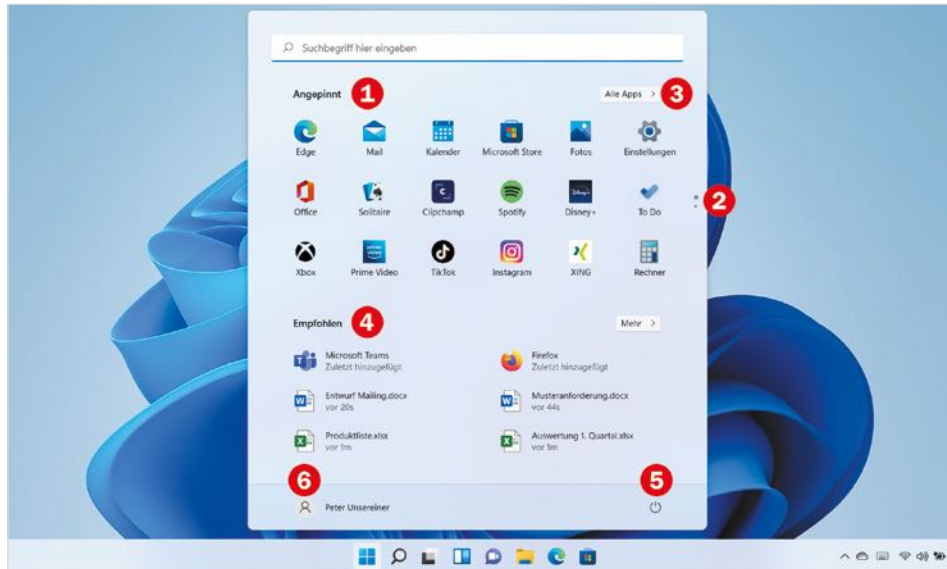 Suchbegriff hier eingeben
Angepinnt 1
Alle Apps > 3
Edge Mail Kalender Microsoft Store Fotos Einstellungen
Office Solitaire Clipchamp Spotify Disney+ To Do
2
Xbox Prime Video TikTok Instagram XING Rechner
Empfohlen 4
Mehr >
Microsoft Teams
Zuletzt hinzugefügt
Firefox
Zuletzt hinzugefügt
Entwurf Mailing.docx
vor 20s
Musteranforderung.docx
vor 44s
Produktliste.xlsx
vor 1m
Auswertung 1. Quartal.xlsx
vor 1m
6
5
Peter Unsereiner